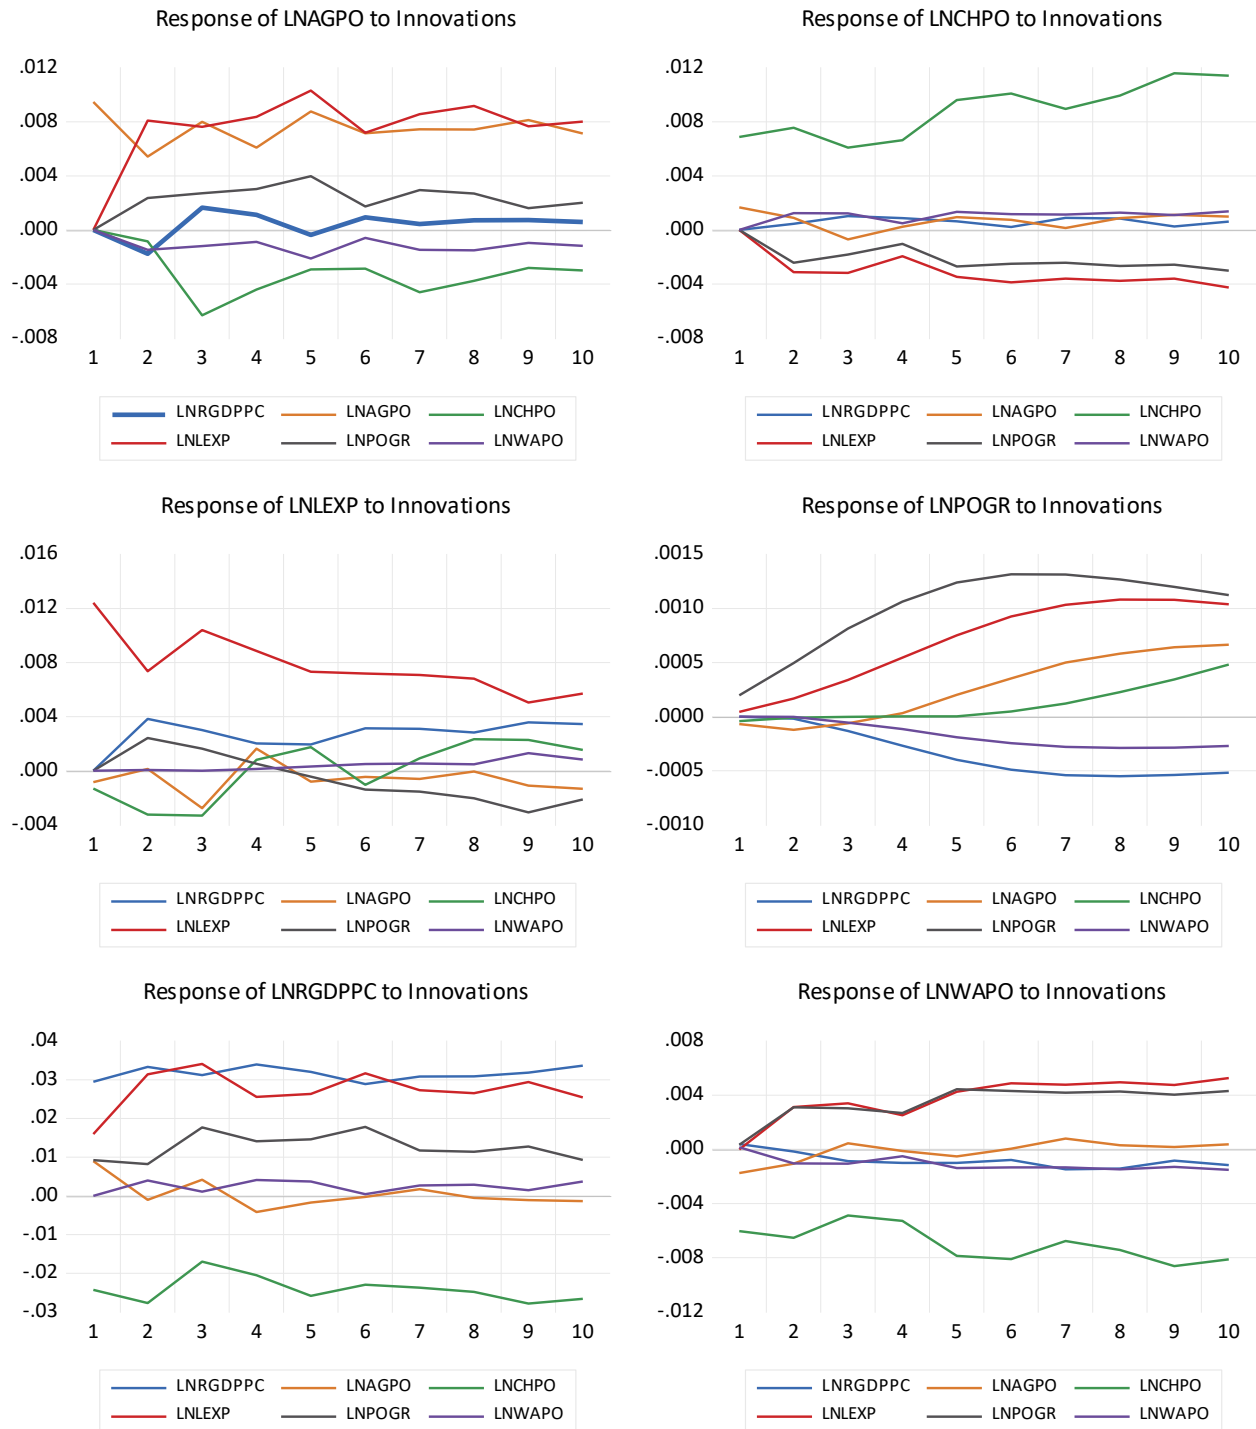 Response of LNAGPO to Innovations
.012
.008
.004
.000
-.004
-.008
1 2 3 4 5 6 7 8 9 10
LNRGDPPC LNAGPO LNCHPO
LNLEXP LNPOGR LNWAPO
Response of LNCHPO to Innovations
.012
.008
.004
.000
-.004
-.008
1 2 3 4 5 6 7 8 9 10
LNRGDPPC LNAGPO LNCHPO
LNLEXP LNPOGR LNWAPO
Response of LNLEXP to Innovations
.016
.012
.008
.004
.000
-.004
1 2 3 4 5 6 7 8 9 10
LNRGDPPC LNAGPO LNCHPO
LNLEXP LNPOGR LNWAPO
Response of LNPOGR to Innovations
.0015
.0010
.0005
.0000
-.0005
-.0010
1 2 3 4 5 6 7 8 9 10
LNRGDPPC LNAGPO LNCHPO
LNLEXP LNPOGR LNWAPO
Response of LNRGDPPC to Innovations
.04
.03
.02
.01
.00
-.01
-.02
-.03
1 2 3 4 5 6 7 8 9 10
LNRGDPPC LNAGPO LNCHPO
LNLEXP LNPOGR LNWAPO
Response of LNWAPO to Innovations
.008
.004
.000
-.004
-.008
-.012
1 2 3 4 5 6 7 8 9 10
LNRGDPPC LNAGPO LNCHPO
LNLEXP LNPOGR LNWAPO